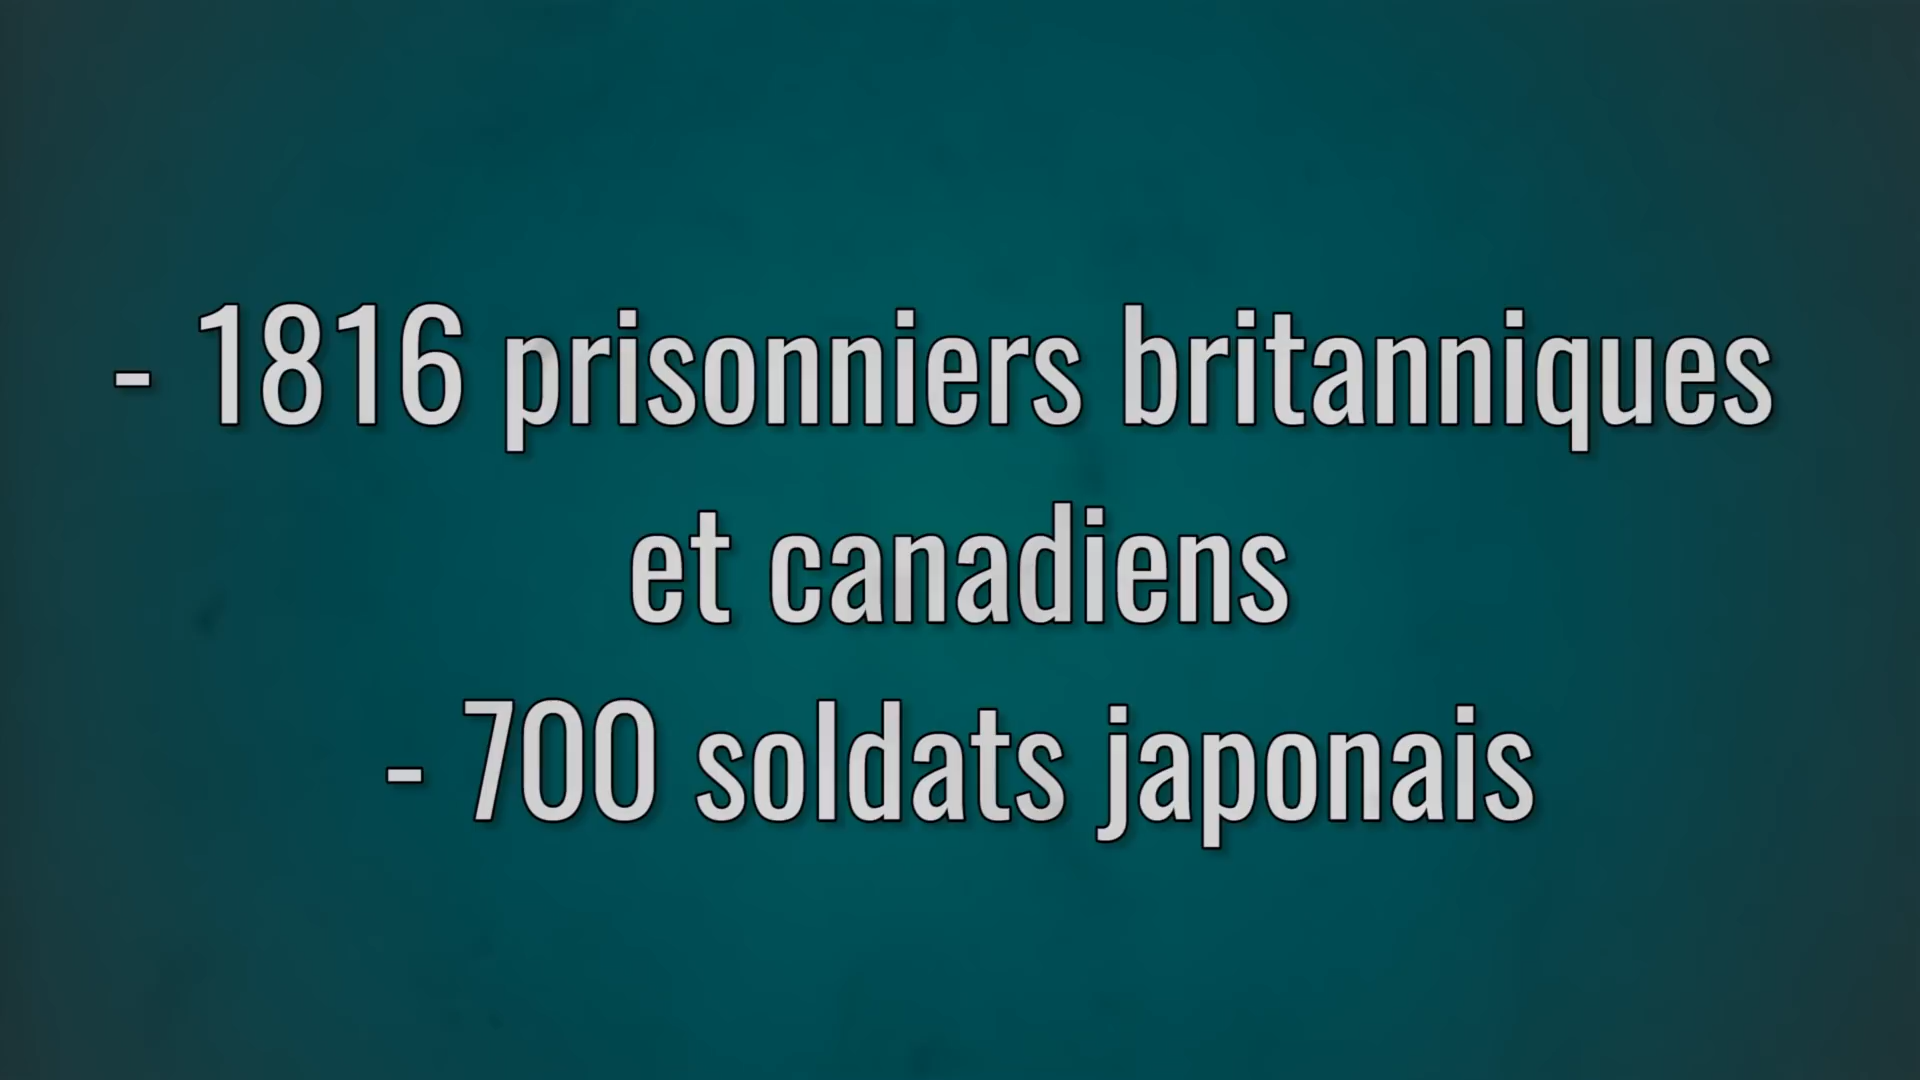 - 1816 prisonniers britanniques
et canadiens
- 700 soldats japonais